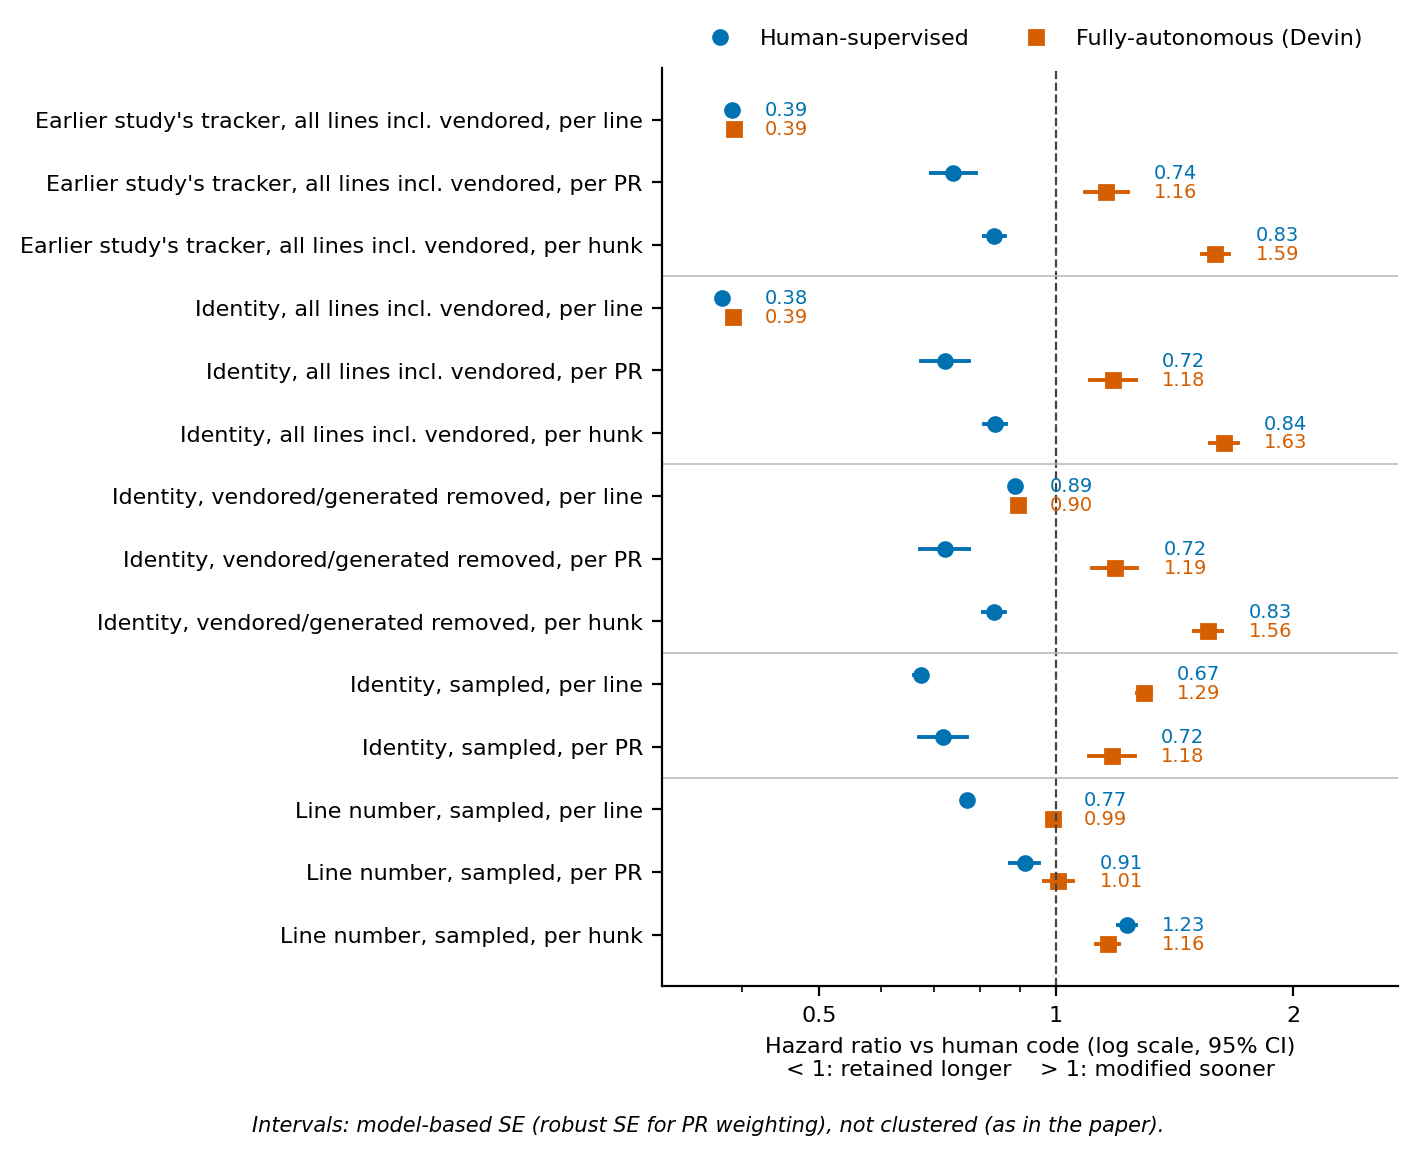 Human-supervised Fully-autonomous (Devin)
Earlier study's tracker, all lines incl. vendored, per line
0.39
0.39
Earlier study's tracker, all lines incl. vendored, per PR
0.74
1.16
Earlier study's tracker, all lines incl. vendored, per hunk
0.83
1.59
Identity, all lines incl. vendored, per line
0.38
0.39
Identity, all lines incl. vendored, per PR
0.72
1.18
Identity, all lines incl. vendored, per hunk
0.84
1.63
Identity, vendored/generated removed, per line
0.89
0.90
Identity, vendored/generated removed, per PR
0.72
1.19
Identity, vendored/generated removed, per hunk
0.83
1.56
Identity, sampled, per line
0.67
1.29
Identity, sampled, per PR
0.72
1.18
Line number, sampled, per line
0.77
0.99
Line number, sampled, per PR
0.91
1.01
Line number, sampled, per hunk
1.23
1.16
0.5 1 2
Hazard ratio vs human code (log scale, 95% CI)
< 1: retained longer > 1: modified sooner
Intervals: model-based SE (robust SE for PR weighting), not clustered (as in the paper).